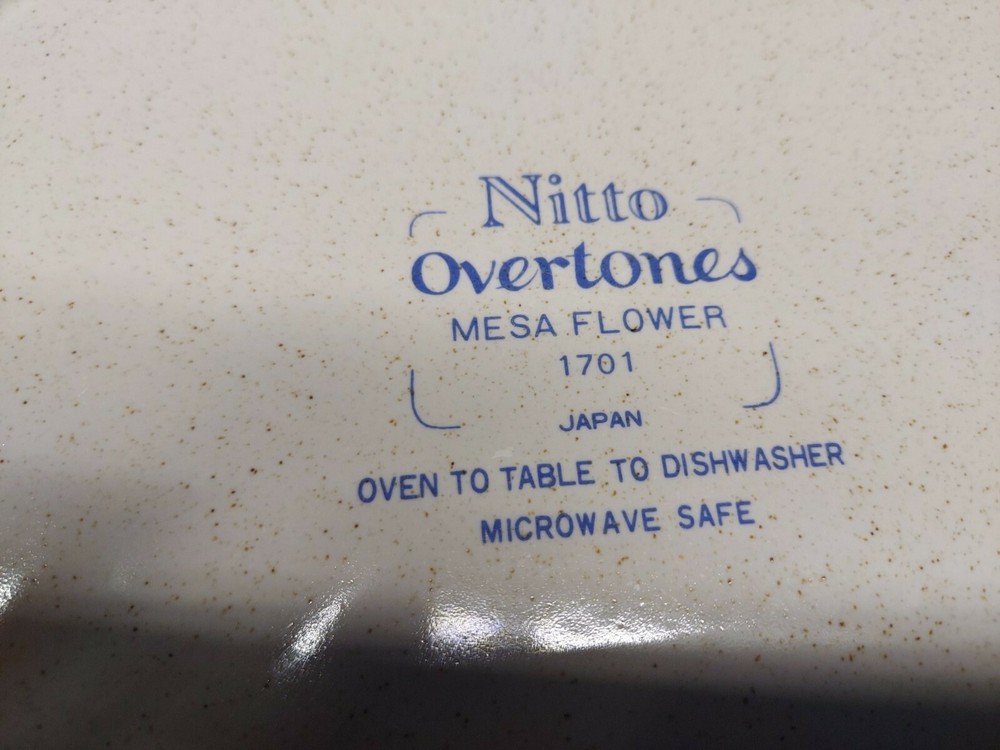 Nitto
Overtones
MESA FLOWER
1701
JAPAN
OVEN TO TABLE TO DISHWASHER
MICROWAVE SAFE